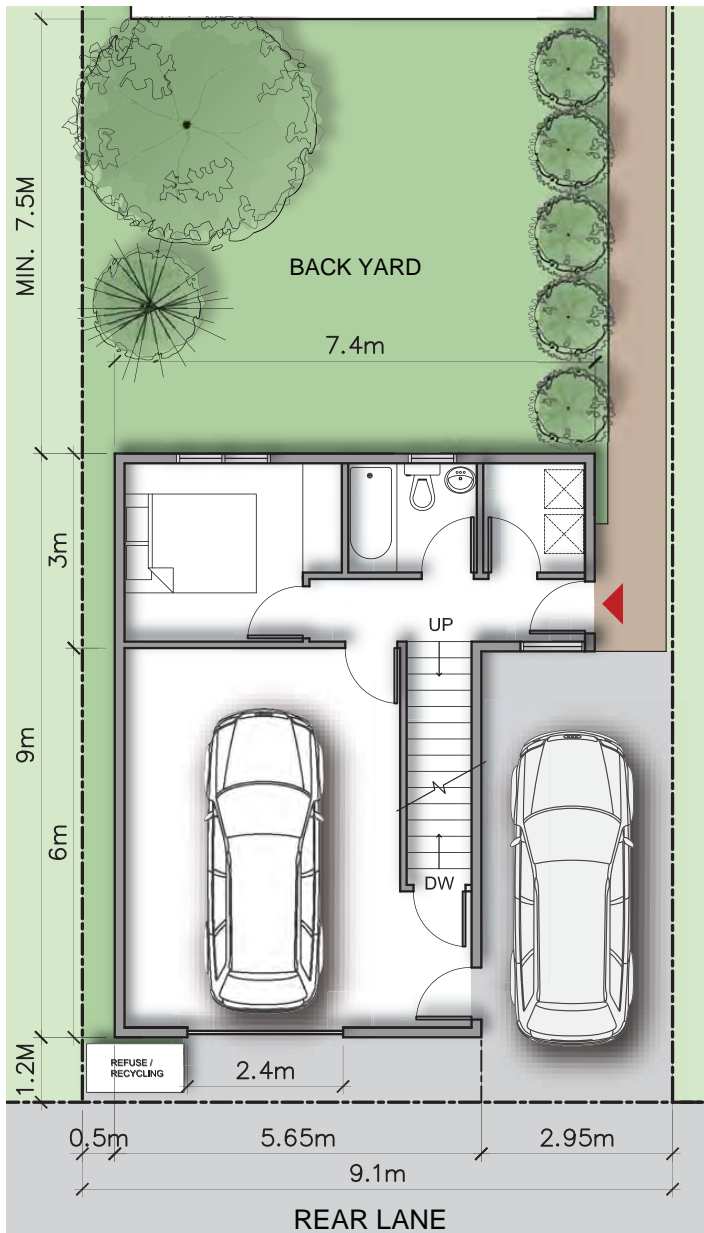 MIN. 7.5M
BACK YARD
7.4m
3m
UP
9m
6m
DW
1.2M
REFUSE /
RECYCLING
2.4m
0.5m
5.65m
2.95m
9.1m
REAR LANE